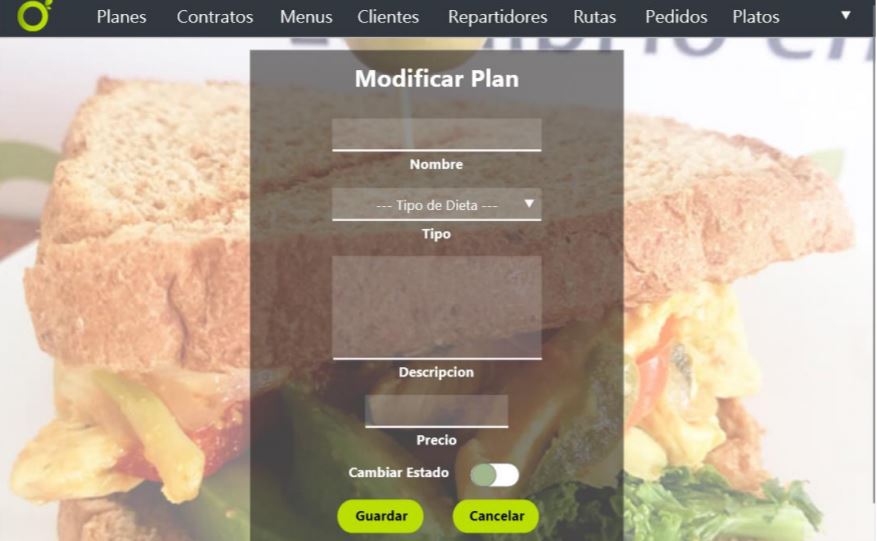 Planes Contratos Menus Clientes Repartidores Rutas Pedidos Platos
Modificar Plan
Nombre
--- Tipo de Dieta ---
Tipo
Descripcion
Precio
Cambiar Estado
Guardar Cancelar